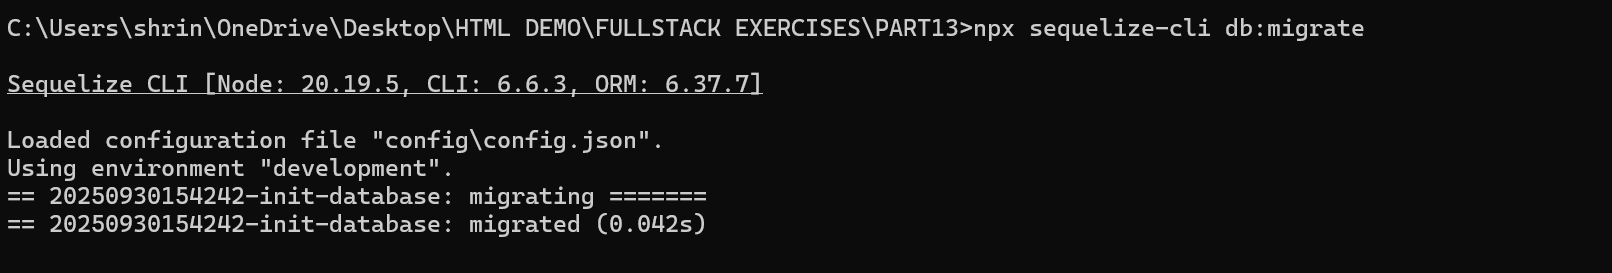 C:\Users\shrin\OneDrive\Desktop\HTML DEMO\FULLSTACK EXERCISES\PART13>npx sequelize-cli db:migrate
Sequelize CLI [Node: 20.19.5, CLI: 6.6.3, ORM: 6.37.7]
Loaded configuration file "config\config.json".
Using environment "development".
== 20250930154242-init-database: migrating =======
== 20250930154242-init-database: migrated (0.042s)